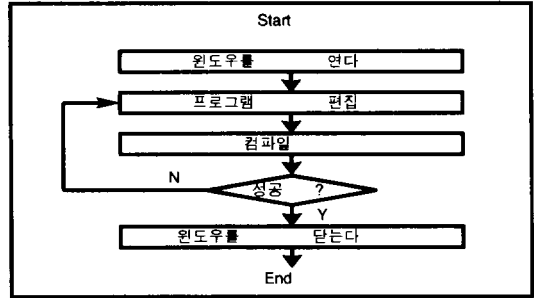 Start
윈도우를 연다
프로그램 편집
컴파일
N 성공 ?
Y
윈도우를 닫는다
End